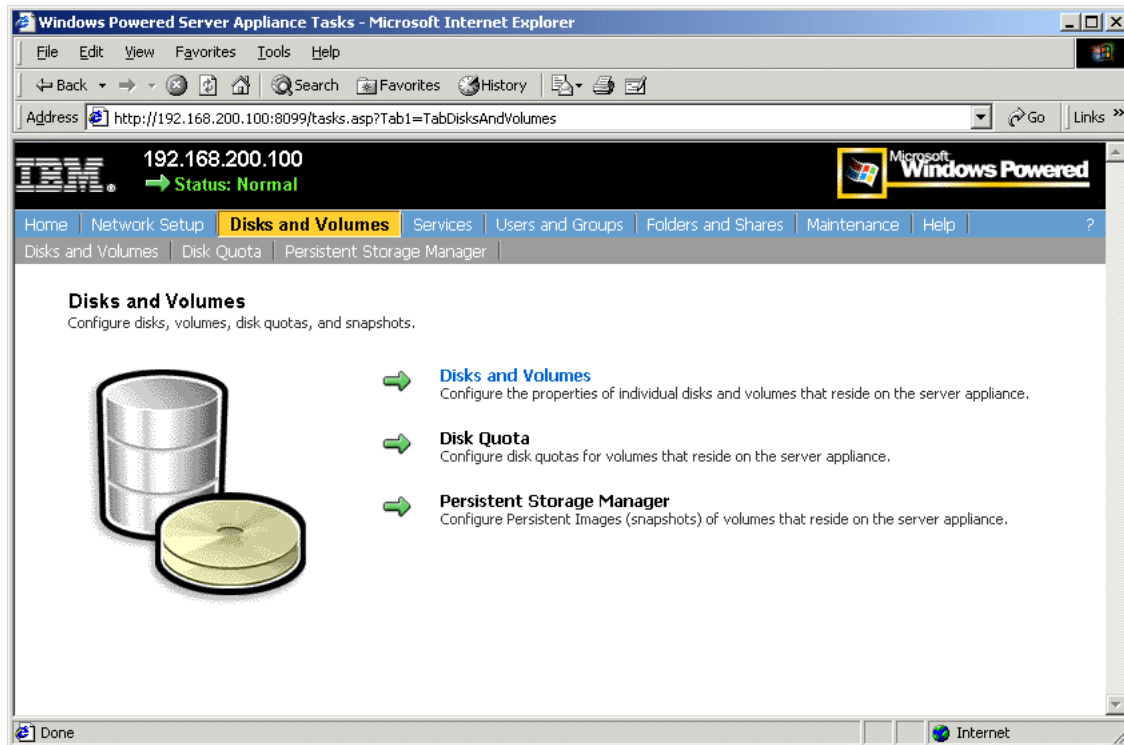 Windows Powered Server Appliance Tasks - Microsoft Internet Explorer
File Edit View Favorites Tools Help
Back Search Favorites History
Address http://192.168.200.100:8099/tasks.asp?Tab1=TabDisksAndVolumes Go Links »
IBM® 192.168.200.100 Microsoft Windows Powered
Status: Normal
Home Network Setup Disks and Volumes Services Users and Groups Folders and Shares Maintenance Help ?
Disks and Volumes Disk Quota Persistent Storage Manager
Disks and Volumes
Configure disks, volumes, disk quotas, and snapshots.
Disks and Volumes
Configure the properties of individual disks and volumes that reside on the server appliance.
Disk Quota
Configure disk quotas for volumes that reside on the server appliance.
Persistent Storage Manager
Configure Persistent Images (snapshots) of volumes that reside on the server appliance.
Done Internet